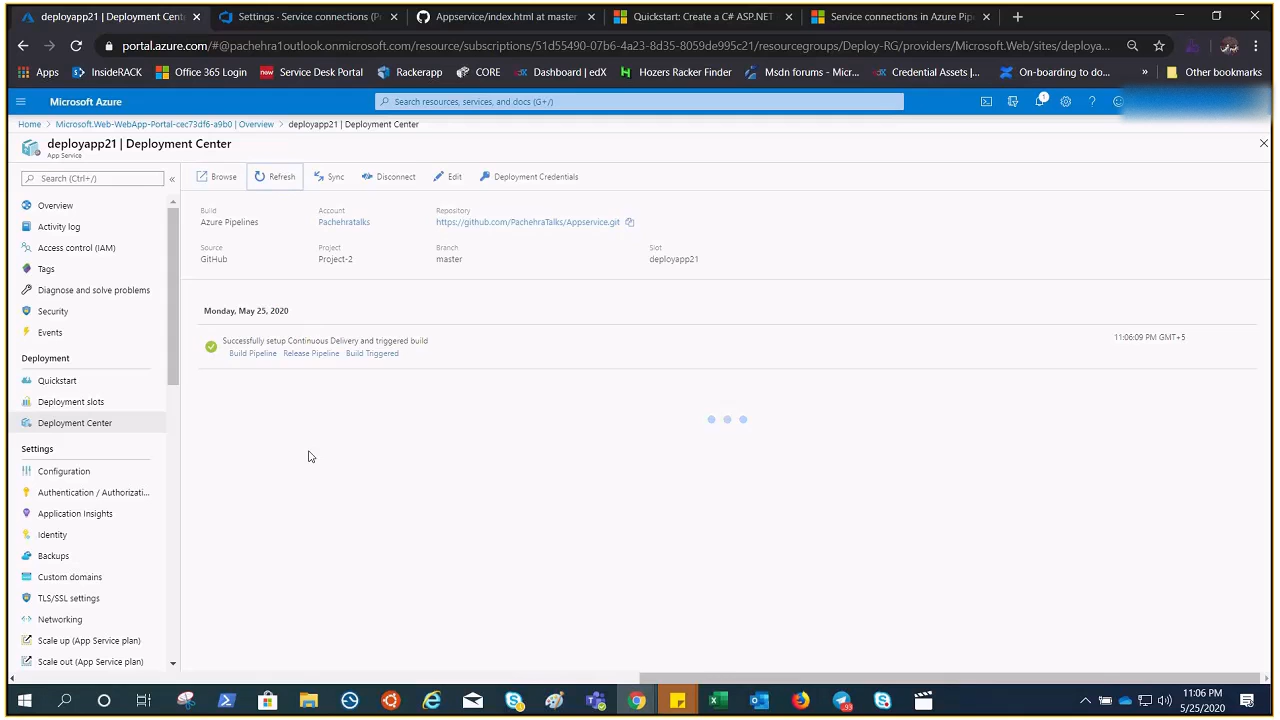 deployapp21 | Deployment Cent
Settings - Service connections (P
Appservice/index.html at master
Quickstart: Create a C# ASP.NET
Service connections in Azure Pip
portal.azure.com/#@pachehra1outlook.onmicrosoft.com/resource/subscriptions/51d55490-07b6-4a23-8d35-8059de995c21/resourcegroups/Deploy-RG/providers/Microsoft.Web/sites/deploya...
Apps
InsideRACK
Office 365 Login
new Service Desk Portal
Rackerapp
CORE
Dashboard | edX
Hozers Racker Finder
Msdn forums - Micr...
Credential Assets |...
On-boarding to do...
»
Other bookmarks
Microsoft Azure
Search resources, services, and docs (G+/)
1
Home > Microsoft.Web-WebApp-Portal-cec73df6-a9b0 | Overview > deployapp21 | Deployment Center
deployapp21 | Deployment Center
App Service
Search (Ctrl+/)
«
Browse
Refresh
Sync
Disconnect
Edit
Deployment Credentials
Overview
Activity log
Access control (IAM)
Tags
Diagnose and solve problems
Security
Events
Deployment
Quickstart
Deployment slots
Deployment Center
Settings
Configuration
Authentication / Authorizati...
Application Insights
Identity
Backups
Custom domains
TLS/SSL settings
Networking
Scale up (App Service plan)
Scale out (App Service plan)
Build
Azure Pipelines
Account
Pachehratalks
Repository
https://github.com/PachehraTalks/Appservice.git
Source
GitHub
Project
Project-2
Branch
master
Slot
deployapp21
Monday, May 25, 2020
Successfully setup Continuous Delivery and triggered build
11:06:09 PM GMT+5
Build Pipeline
Release Pipeline
Build Triggered
93
11:06 PM
5/25/2020